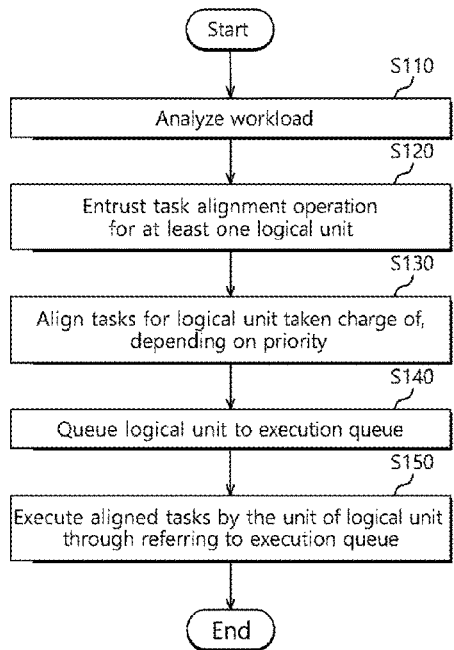 Start
S110
Analyze workload
S120
Entrust task alignment operation
for at least one logical unit
S130
Align tasks for logical unit taken charge of,
depending on priority
S140
Queue logical unit to execution queue
S150
Execute aligned tasks by the unit of logical unit
through referring to execution queue
End